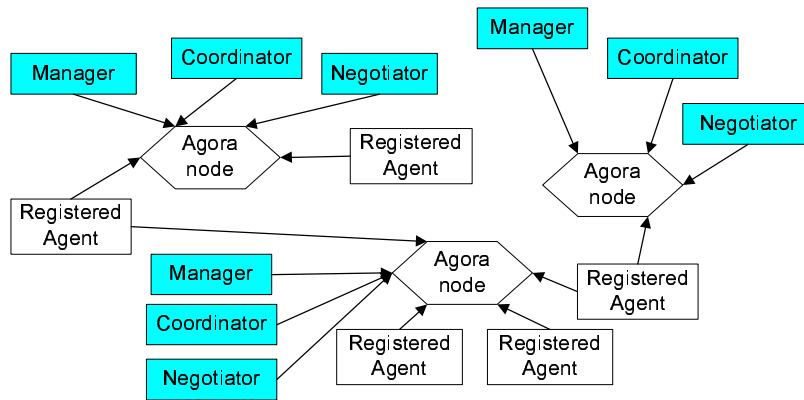 Manager
Coordinator
Manager
Coordinator
Negotiator
Negotiator
Agora
node
Registered
Agent
Agora
node
Registered
Agent
Agora
node
Manager
Registered
Agent
Coordinator
Registered
Agent
Registered
Agent
Negotiator